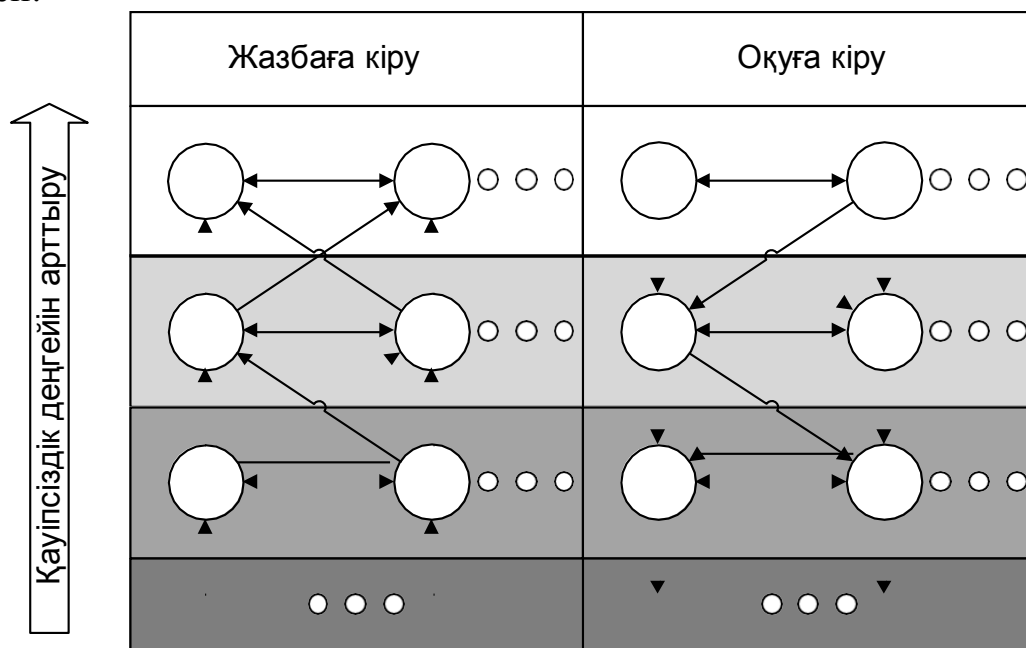 Жазбаға кіру
Оқуға кіру
Қауіпсіздік деңгейін арттыру